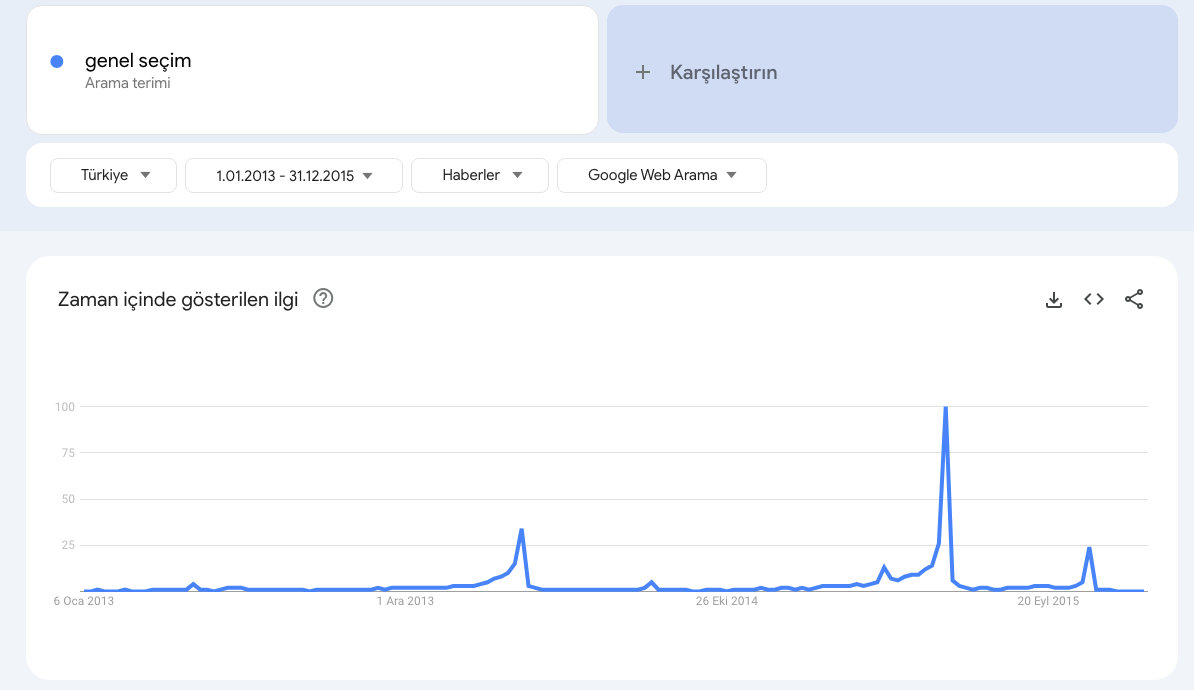 genel seçim
Arama terimi
+ Karşılaştırın
Türkiye
1.01.2013 - 31.12.2015
Haberler
Google Web Arama
Zaman içinde gösterilen ilgi
100
75
50
25
6 Oca 2013
1 Ara 2013
26 Eki 2014
20 Eyl 2015